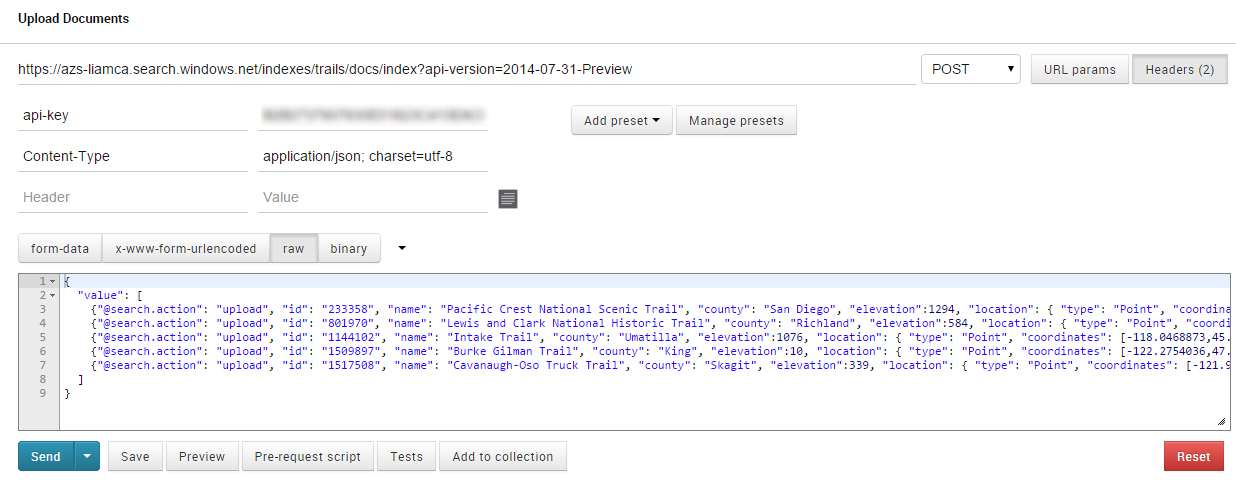 Upload Documents
https://azs-liamca.search.windows.net/indexes/trails/docs/index?api-version=2014-07-31-Preview POST URL params Headers (2)
api-key Add preset Manage presets
Content-Type application/json; charset=utf-8
Header Value
form-data x-www-form-urlencoded raw binary
1 {
2 "value": [
3 {"@search.action": "upload", "id": "233358", "name": "Pacific Crest National Scenic Trail", "county": "San Diego", "elevation":1294, "location": { "type": "Point", "coordina
4 {"@search.action": "upload", "id": "801970", "name": "Lewis and Clark National Historic Trail", "county": "Richland", "elevation":584, "location": { "type": "Point", "coordi
5 {"@search.action": "upload", "id": "1144102", "name": "Intake Trail", "county": "Umatilla", "elevation":1076, "location": { "type": "Point", "coordinates": [-118.0468873,45.
6 {"@search.action": "upload", "id": "1509897", "name": "Burke Gilman Trail", "county": "King", "elevation":10, "location": { "type": "Point", "coordinates": [-122.2754036,47.
7 {"@search.action": "upload", "id": "1517508", "name": "Cavanaugh-Oso Truck Trail", "county": "Skagit", "elevation":339, "location": { "type": "Point", "coordinates": [-121.9
8 ]
9 }
Send Save Preview Pre-request script Tests Add to collection Reset